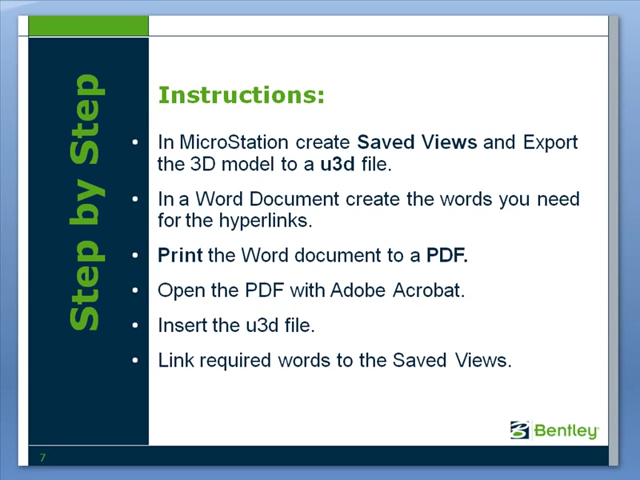 Step by Step
Instructions:
• In MicroStation create Saved Views and Export
the 3D model to a u3d file.
• In a Word Document create the words you need
for the hyperlinks.
• Print the Word document to a PDF.
• Open the PDF with Adobe Acrobat.
• Insert the u3d file.
• Link required words to the Saved Views.
Bentley
7